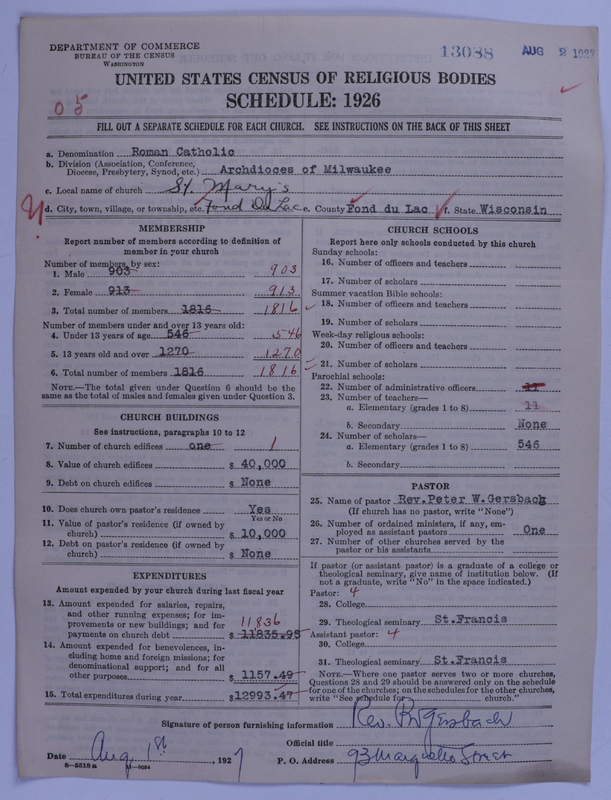 DEPARTMENT OF COMMERCE
BUREAU OF THE CENSUS
WASHINGTON
13088
AUG 2 1927
UNITED STATES CENSUS OF RELIGIOUS BODIES
SCHEDULE: 1926
05
FILL OUT A SEPARATE SCHEDULE FOR EACH CHURCH. SEE INSTRUCTIONS ON THE BACK OF THIS SHEET
a. Denomination Roman Catholic
b. Division (Association, Conference, Diocese, Presbytery, Synod, etc.) Archdioces of Milwaukee
c. Local name of church St. Mary's
d. City, town, village, or township, etc. Fond Du Lac e. County Fond du Lac f. State Wisconsin
MEMBERSHIP
Report number of members according to definition of
member in your church
Number of members by sex:
1. Male 903 903
2. Female 913 913
3. Total number of members 1816 1816
Number of members under and over 13 years old:
4. Under 13 years of age 546 546
5. 13 years old and over 1270 1270
6. Total number of members 1816 1816
NOTE.—The total given under Question 6 should be
same as the total of males and females given under Question 3.
CHURCH BUILDINGS
See instructions, paragraphs 10 to 12
7. Number of church edifices one 1
8. Value of church edifices $ 40,000
9. Debt on church edifices $ None
10. Does church own pastor's residence? Yes
Yes or No
11. Value of pastor's residence (if owned by
church) $ 10,000
12. Debt on pastor's residence (if owned by
church) $ None
EXPENDITURES
Amount expended by your church during last fiscal year
13. Amount expended for salaries, repairs,
and other running expenses; for im-
provements or new buildings; and for 11836
payments on church debt $ 11835.98
14. Amount expended for benevolences, in-
cluding home and foreign missions; for
denominational support; and for all
other purposes $ 1157.49
15. Total expenditures during year $12993.47
CHURCH SCHOOLS
Report here only schools conducted by this church
Sunday schools:
16. Number of officers and teachers
17. Number of scholars
Summer vacation Bible schools:
18. Number of officers and teachers
19. Number of scholars
Week-day religious schools:
20. Number of officers and teachers
21. Number of scholars
Parochial schools:
22. Number of administrative officers 11
23. Number of teachers—
a. Elementary (grades 1 to 8) 11
b. Secondary None
24. Number of scholars—
a. Elementary (grades 1 to 8) 546
b. Secondary
PASTOR
25. Name of pastor Rev.Peter W.Gersbach
(If church has no pastor, write "None")
26. Number of ordained ministers, if any, em-
ployed as assistant pastors One
27. Number of other churches served by the
pastor or his assistants
If pastor (or assistant pastor) is a graduate of a college or
theological seminary, give name of institution below. (If
not a graduate, write "No" in the space indicated.)
Pastor: 4
28. College
29. Theological seminary St.Francis
Assistant pastor: 4
30. College
31. Theological seminary St.Francis
NOTE.—Where one pastor serves two or more churches,
Questions 28 and 29 should be answered only on the schedule
for one of the churches; on the schedules for the other churches,
write "See schedule for church."
Signature of person furnishing information Rev. P W Gersbach
Official title
Date Aug 1st, 1927 P. O. Address 93 Marquette Street
8—5518a